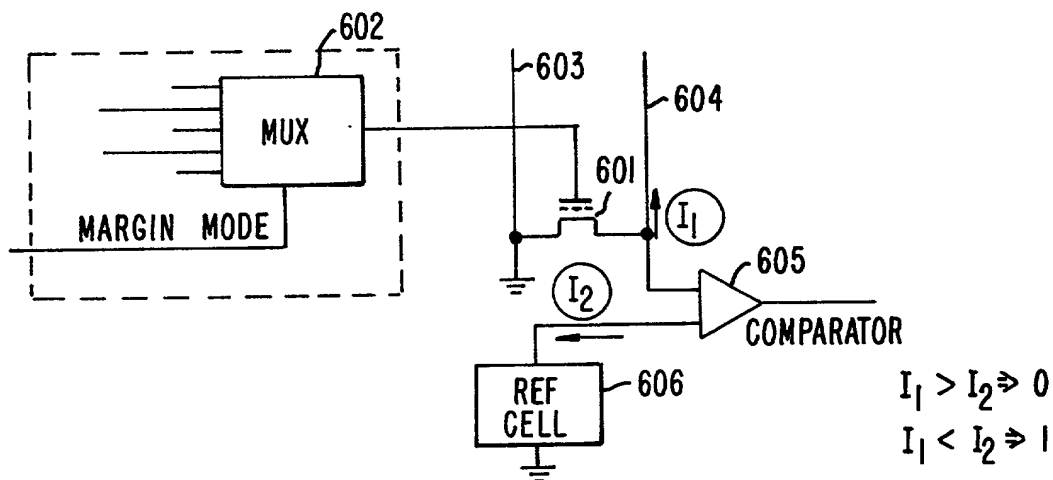 602
603
604
MUX
601
MARGIN MODE
I₁
605
I₂
COMPARATOR
REF
CELL
606
I₁ > I₂ ⇒ 0
I₁ < I₂ ⇒ 1